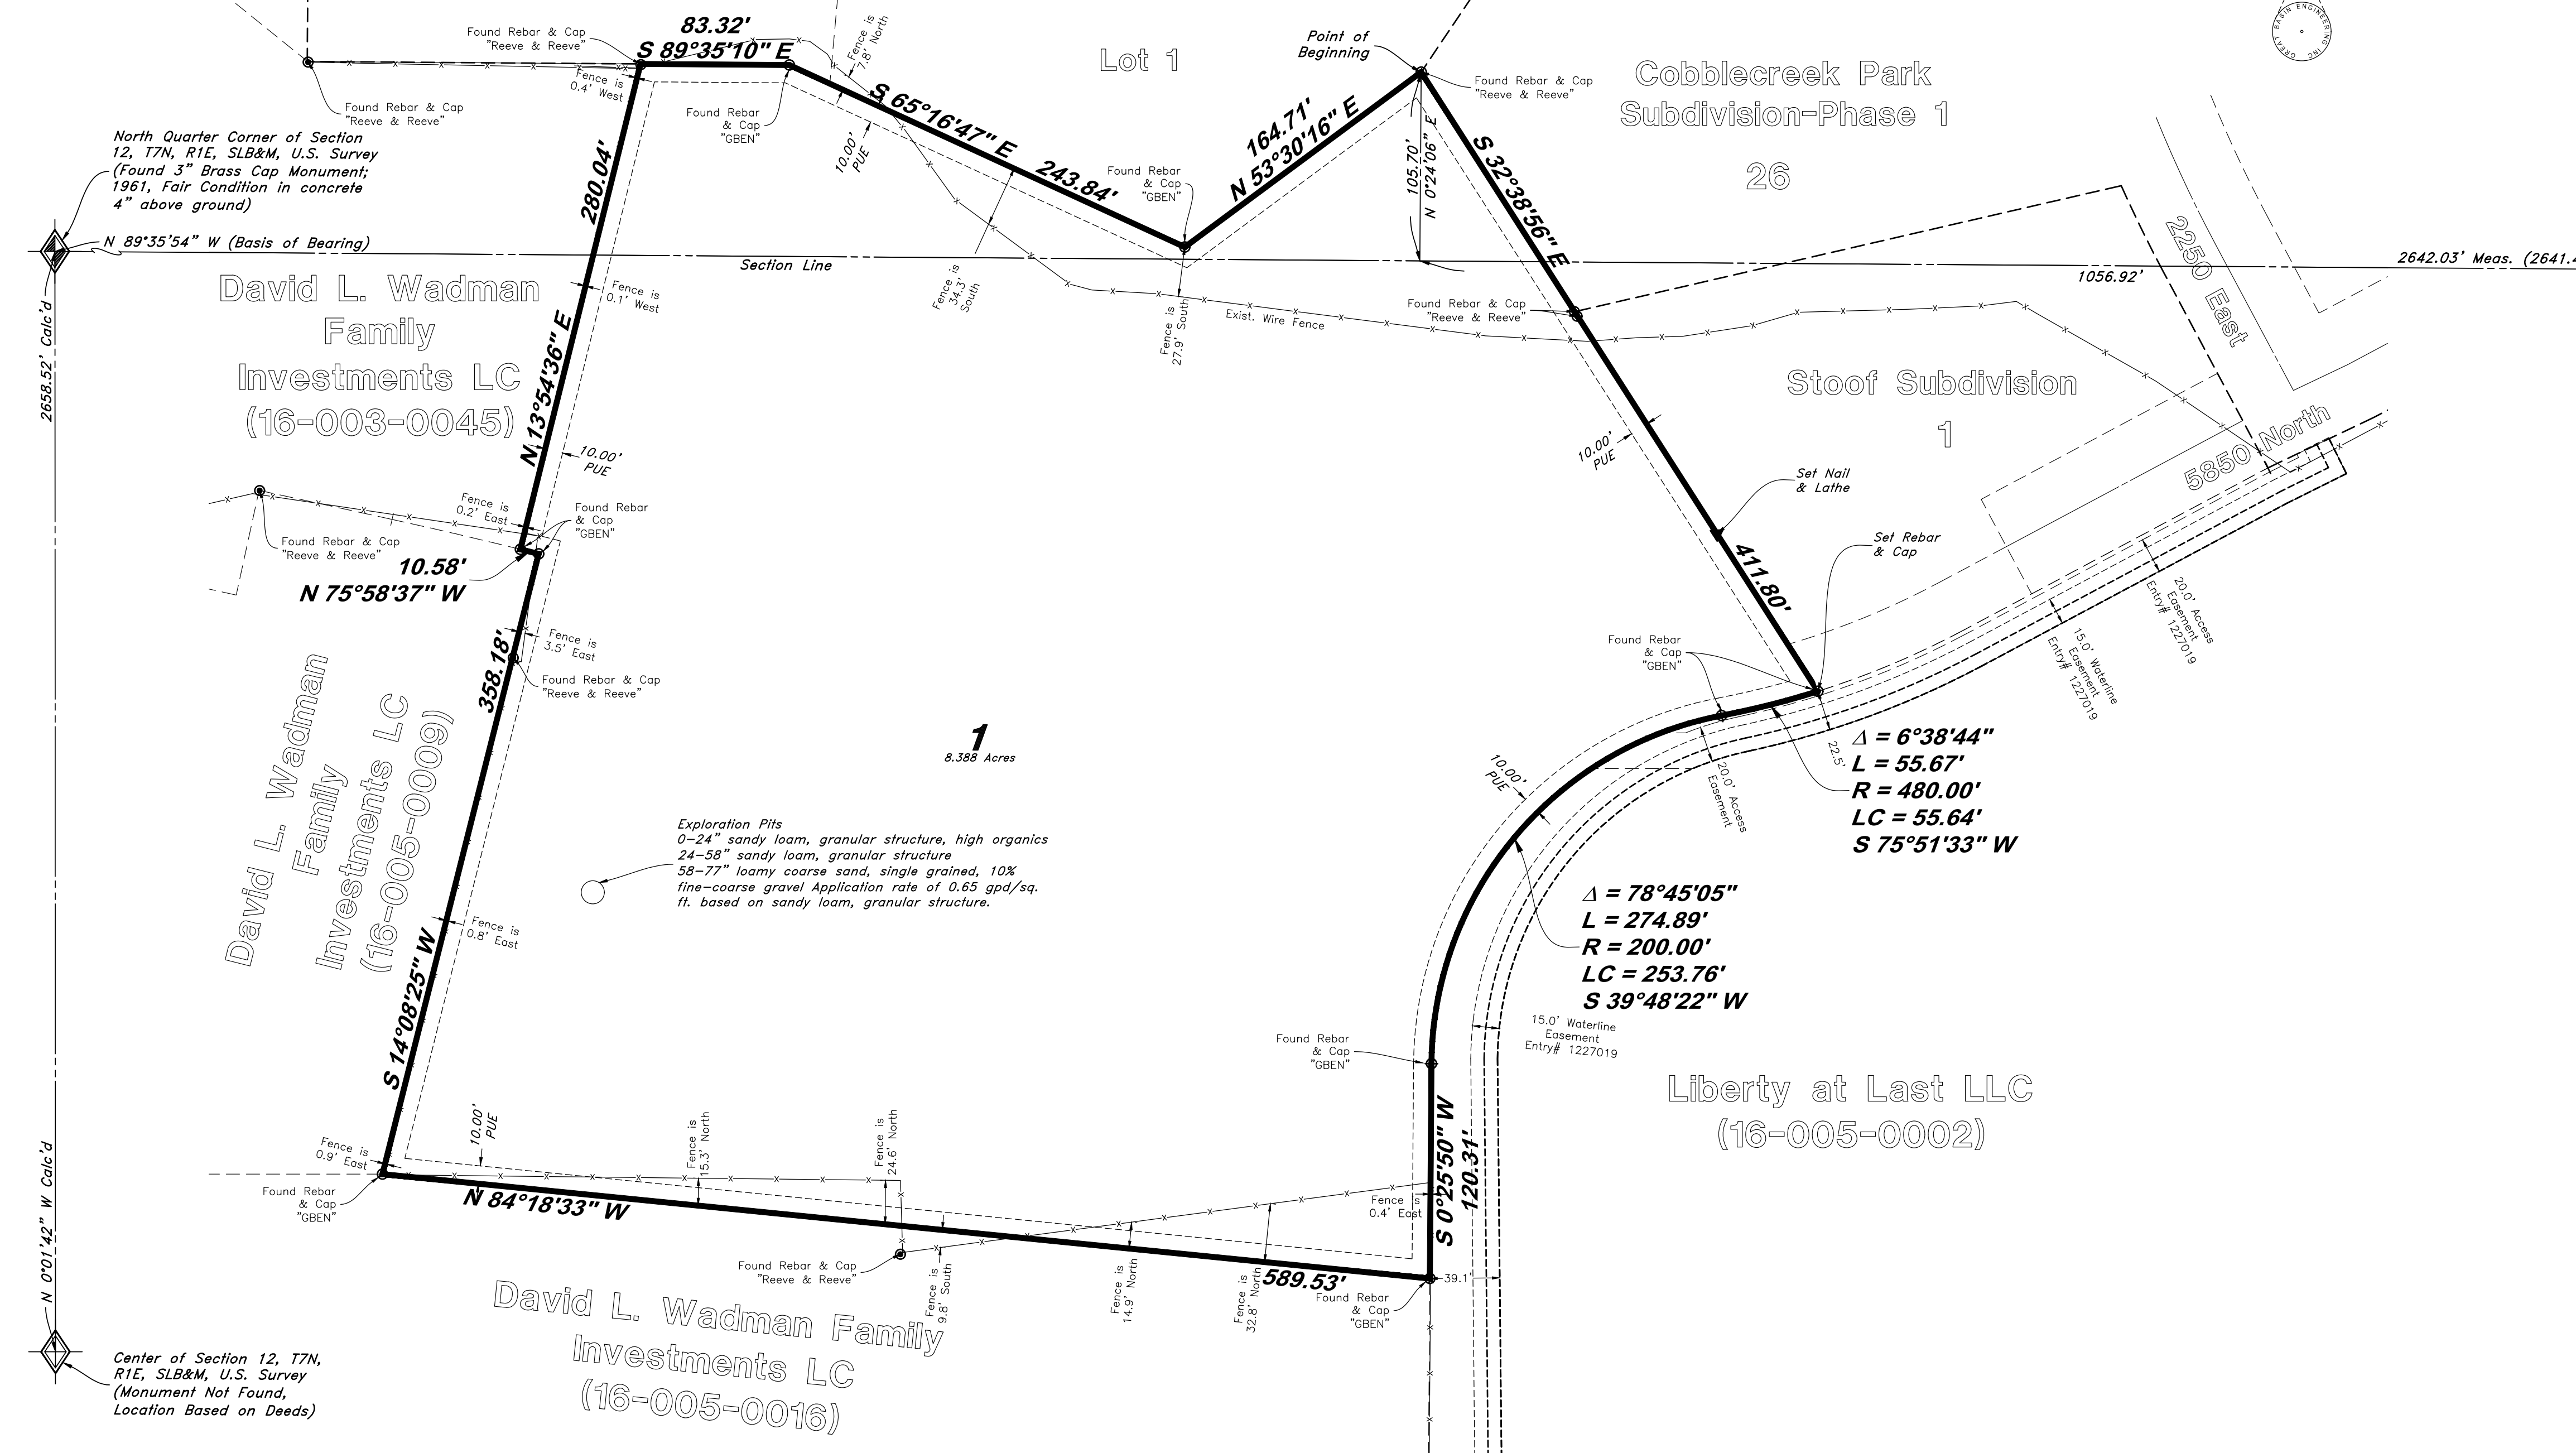 83.32'
S 89°35'10" E
Found Rebar & Cap
"Reeve & Reeve"
Fence is
7.8' North
Lot 1
Point of
Beginning
Found Rebar & Cap
"Reeve & Reeve"
Cobblecreek Park
Subdivision-Phase 1
26
GREAT BASIN ENGINEERING INC
Found Rebar & Cap
"Reeve & Reeve"
Fence is
0.4' West
Found Rebar
& Cap
"GBEN"
10.00'
PUE
S 65°16'47" E
243.84'
Found Rebar
& Cap
"GBEN"
164.71'
N 53°30'16" E
105.70'
N 0°24'06" E
S 32°38'56" E
411.80'
North Quarter Corner of Section
12, T7N, R1E, SLB&M, U.S. Survey
(Found 3" Brass Cap Monument;
1961, Fair Condition in concrete
4" above ground)
N 89°35'54" W (Basis of Bearing)
Section Line
2642.03' Meas. (2641.4
1056.92'
2250 East
280.04'
N 13°54'36" E
Fence is
0.1' West
Fence is
34.3'
South
Fence is
27.9' South
Exist. Wire Fence
Found Rebar & Cap
"Reeve & Reeve"
David L. Wadman
Family
Investments LC
(16-003-0045)
2658.52' Calc'd
Stoof Subdivision
1
5850 North
10.00'
PUE
10.00'
PUE
Set Nail
& Lathe
Set Rebar
& Cap
Fence is
0.2' East
Found Rebar
& Cap
"GBEN"
Found Rebar & Cap
"Reeve & Reeve"
10.58'
N 75°58'37" W
Fence is
3.5' East
Found Rebar & Cap
"Reeve & Reeve"
358.18'
S 14°08'25" W
20.0' Access
Easement
Entry# 1227019
15.0' Waterline
Easement
Entry# 1227019
Found Rebar
& Cap
"GBEN"
David L. Wadman
Family
Investments LC
(16-005-0009)
1
8.388 Acres
22.5'
Δ = 6°38'44"
L = 55.67'
R = 480.00'
LC = 55.64'
S 75°51'33" W
10.00'
PUE
20.0' Access
Easement
Exploration Pits
0-24" sandy loam, granular structure, high organics
24-58" sandy loam, granular structure
58-77" loamy coarse sand, single grained, 10%
fine-coarse gravel Application rate of 0.65 gpd/sq.
ft. based on sandy loam, granular structure.
Δ = 78°45'05"
L = 274.89'
R = 200.00'
LC = 253.76'
S 39°48'22" W
Fence is
0.8' East
15.0' Waterline
Easement
Entry# 1227019
Found Rebar
& Cap
"GBEN"
Liberty at Last LLC
(16-005-0002)
S 0°25'50" W
120.31'
Fence is
0.4' East
39.1'
10.00'
PUE
Fence is
15.3' North
Fence is
24.6' North
Fence is
0.9' East
Found Rebar
& Cap
"GBEN"
N 84°18'33" W
589.53'
Found Rebar & Cap
"Reeve & Reeve"
Fence is
9.8' South
Fence is
14.9' North
Fence is
32.8' North
Found Rebar
& Cap
"GBEN"
David L. Wadman Family
Investments LC
(16-005-0016)
N 0°01'42" W Calc'd
Center of Section 12, T7N,
R1E, SLB&M, U.S. Survey
(Monument Not Found,
Location Based on Deeds)